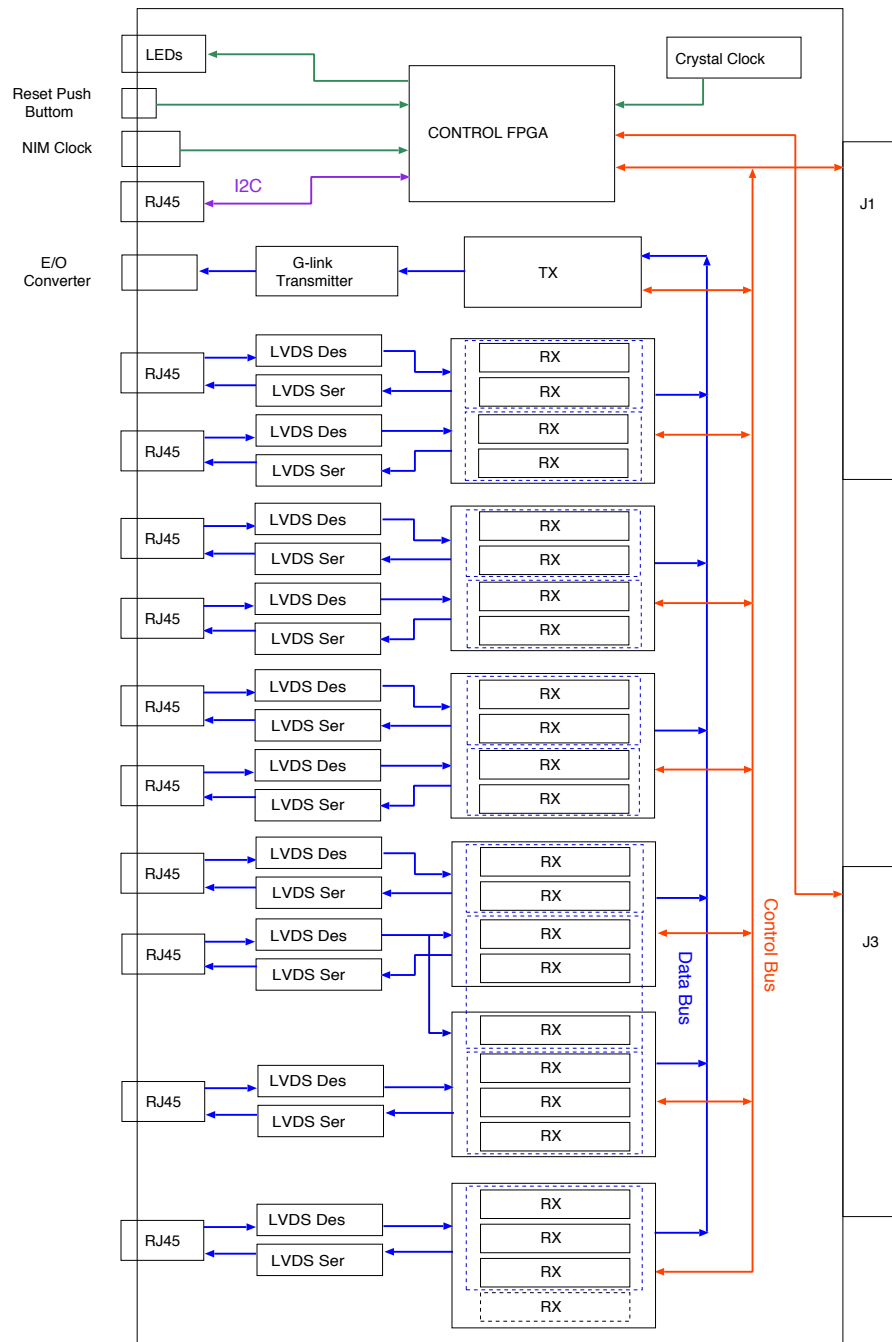 LEDs
Crystal Clock
Reset Push
Buttom
CONTROL FPGA
NIM Clock
I2C
RJ45
J1
E/O
Converter
G-link
Transmitter
TX
LVDS Des
RX
RJ45
LVDS Ser
RX
LVDS Des
RX
RJ45
LVDS Ser
RX
LVDS Des
RX
RJ45
LVDS Ser
RX
LVDS Des
RX
RJ45
LVDS Ser
RX
LVDS Des
RX
RJ45
LVDS Ser
RX
LVDS Des
RX
RJ45
LVDS Ser
RX
LVDS Des
RX
RJ45
LVDS Ser
RX
LVDS Des
RX
RJ45
LVDS Ser
RX
Data Bus
Control Bus
J3
RX
LVDS Des
RX
RJ45
LVDS Ser
RX
RX
RX
LVDS Des
RX
RJ45
LVDS Ser
RX
RX